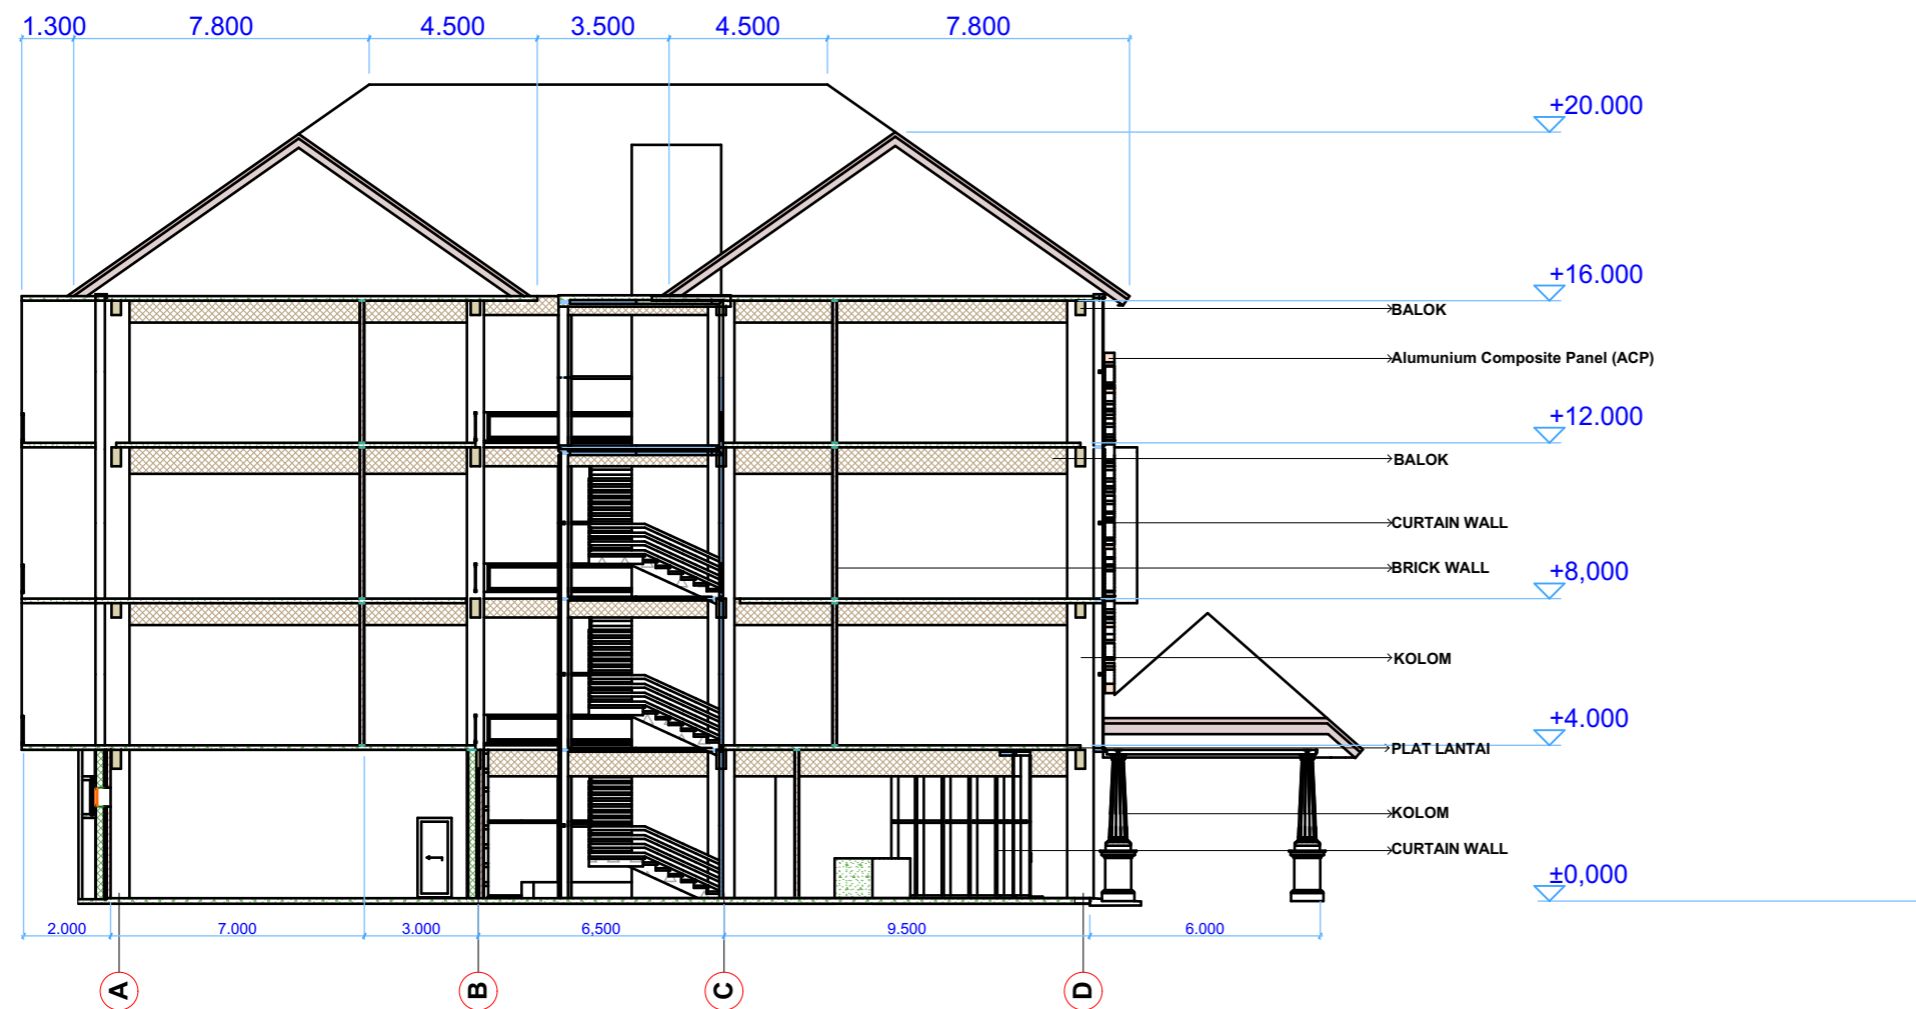 1.300 7.800 4.500 3.500 4.500 7.800
+20.000
+16.000
BALOK
Alumunium Composite Panel (ACP)
+12.000
BALOK
CURTAIN WALL
BRICK WALL
+8,000
KOLOM
+4.000
PLAT LANTAI
KOLOM
CURTAIN WALL
±0,000
2.000 7.000 3.000 6,500 9.500 6.000
A B C D